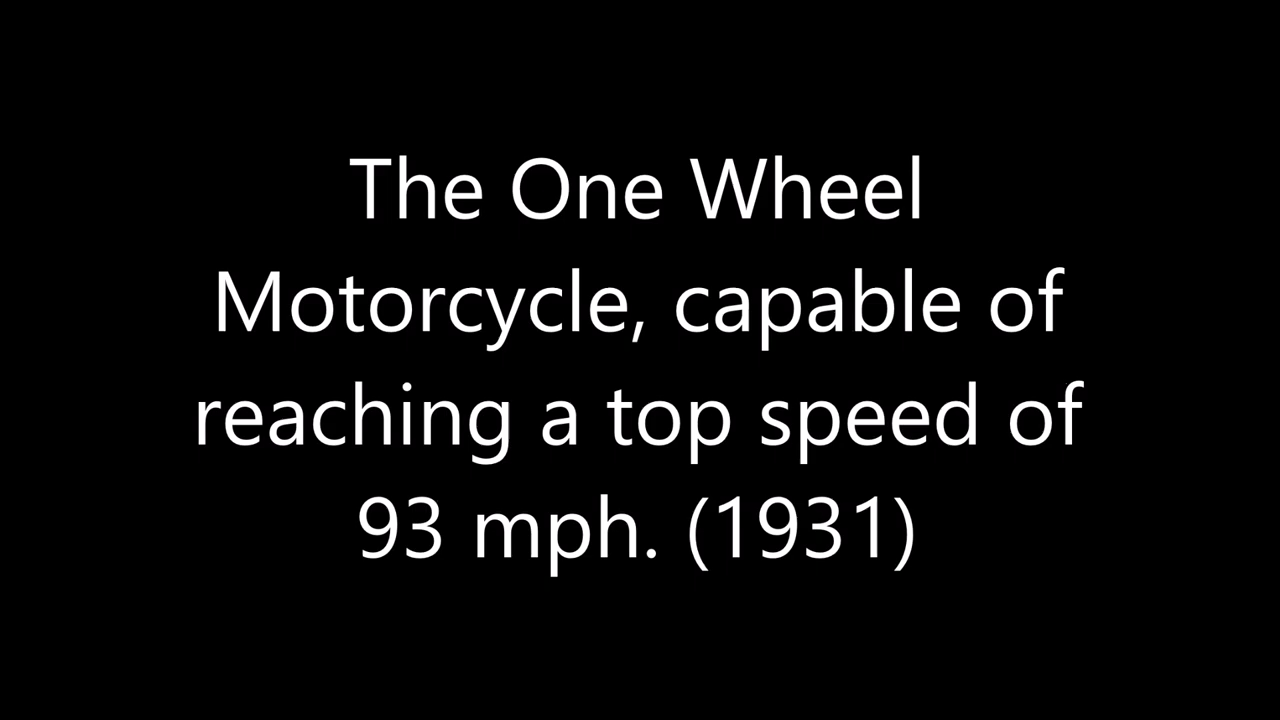 The One Wheel
Motorcycle, capable of
reaching a top speed of
93 mph. (1931)